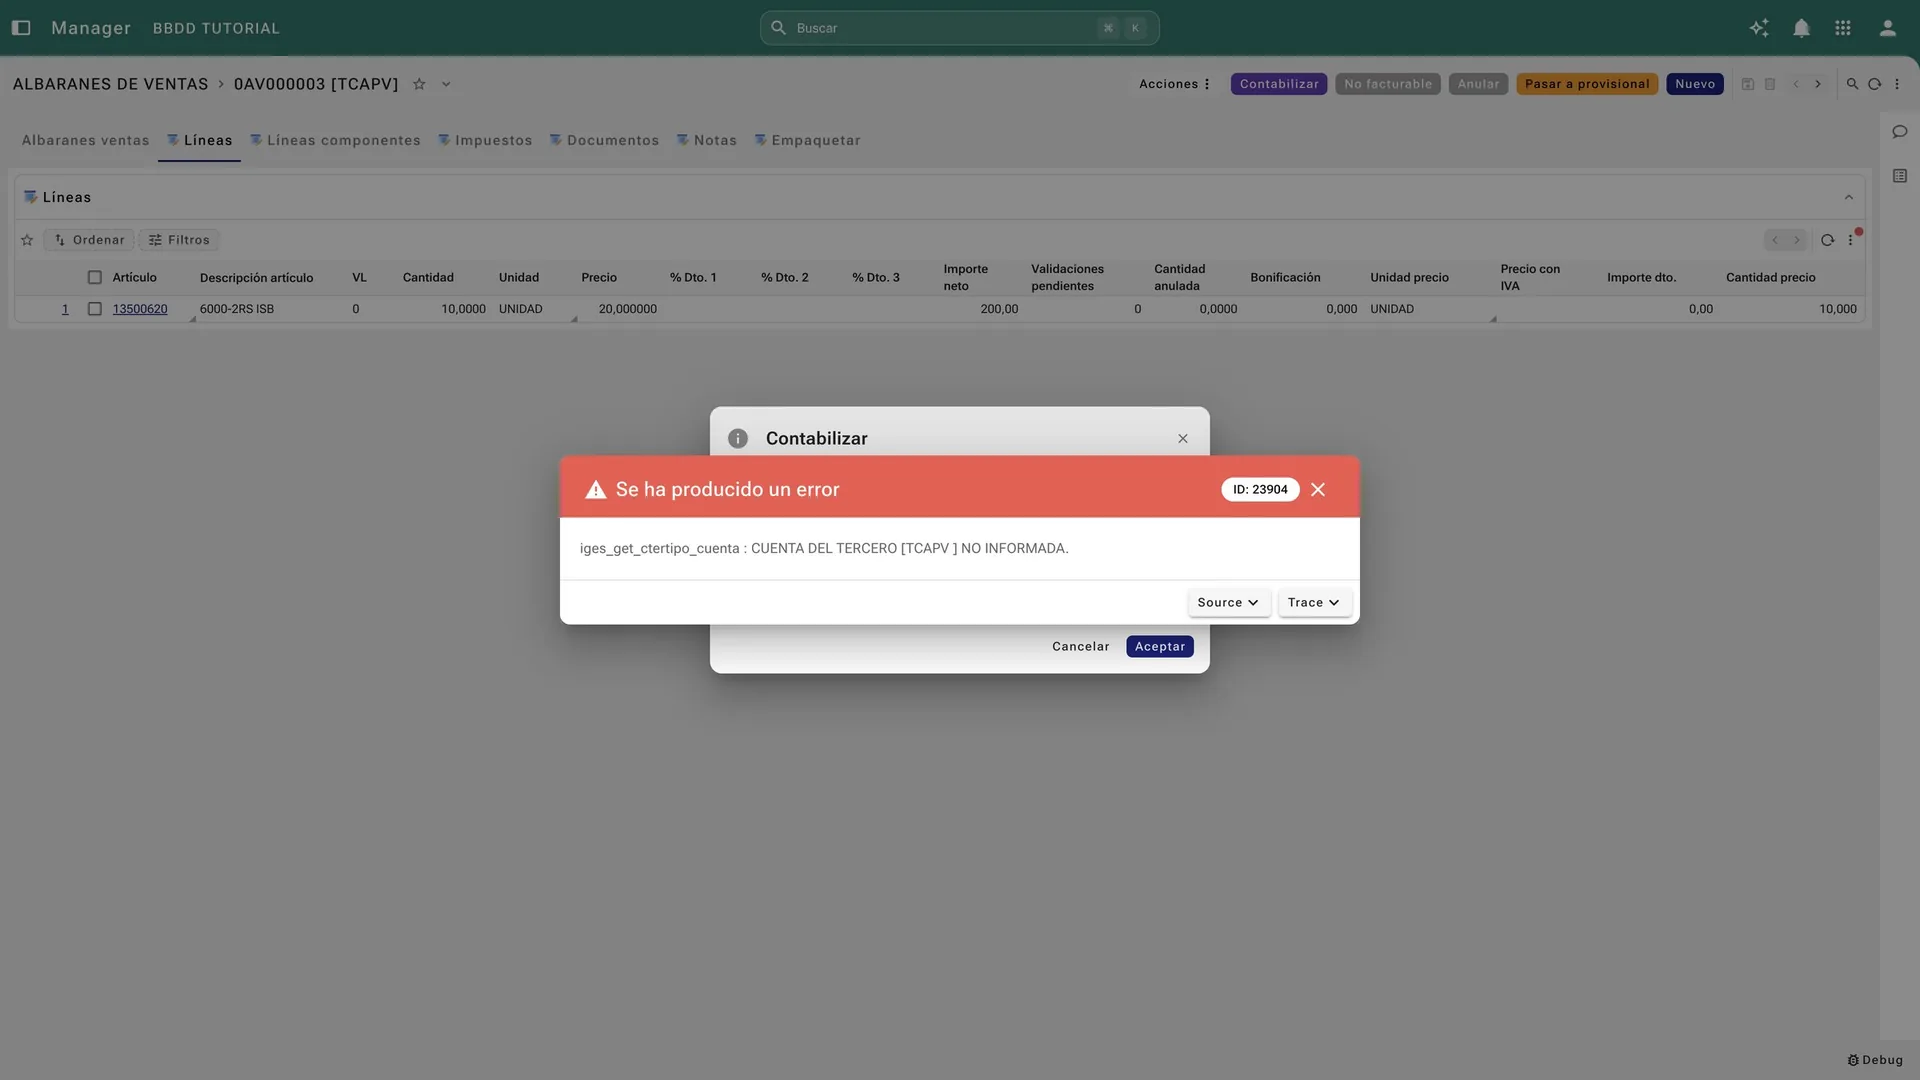 Manager BBDD TUTORIAL
Buscar ⌘ K
ALBARANES DE VENTAS > 0AV000003 [TCAPV]
Acciones Contabilizar No facturable Anular Pasar a provisional Nuevo
Albaranes ventas Líneas Líneas componentes Impuestos Documentos Notas Empaquetar
Líneas
Ordenar Filtros
Artículo Descripción artículo VL Cantidad Unidad Precio % Dto. 1 % Dto. 2 % Dto. 3 Importe neto Validaciones pendientes Cantidad anulada Bonificación Unidad precio Precio con IVA Importe dto. Cantidad precio
1 13500620 6000-2RS ISB 0 10,0000 UNIDAD 20,000000 200,00 0 0,0000 0,000 UNIDAD 0,00 10,000
Contabilizar
Se ha producido un error ID: 23904
iges_get_ctertipo_cuenta : CUENTA DEL TERCERO [TCAPV ] NO INFORMADA.
Source Trace
Cancelar Aceptar
Debug